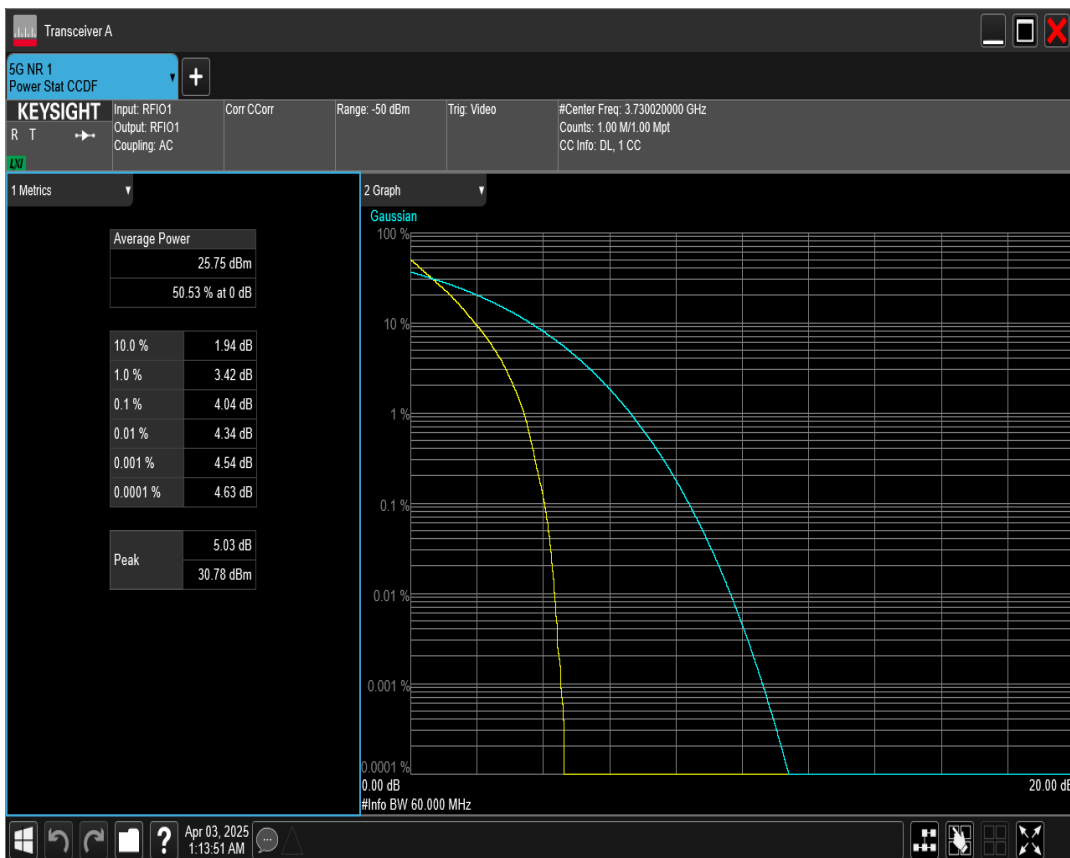 Transceiver A
5G NR 1
Power Stat CCDF
KEYSIGHT
R T
LXI
Input: RFIO1
Output: RFIO1
Coupling: AC
Corr CCorr
Range: -50 dBm
Trig: Video
#Center Freq: 3.730020000 GHz
Counts: 1.00 M/1.00 Mpt
CC Info: DL, 1 CC
1 Metrics
Average Power
25.75 dBm
50.53 % at 0 dB
10.0 % 1.94 dB
1.0 % 3.42 dB
0.1 % 4.04 dB
0.01 % 4.34 dB
0.001 % 4.54 dB
0.0001 % 4.63 dB
Peak 5.03 dB
30.78 dBm
2 Graph
Gaussian
100 %
10 %
1 %
0.1 %
0.01 %
0.001 %
0.0001 %
0.00 dB 20.00 dB
#Info BW 60.000 MHz
? Apr 03, 2025
1:13:51 AM